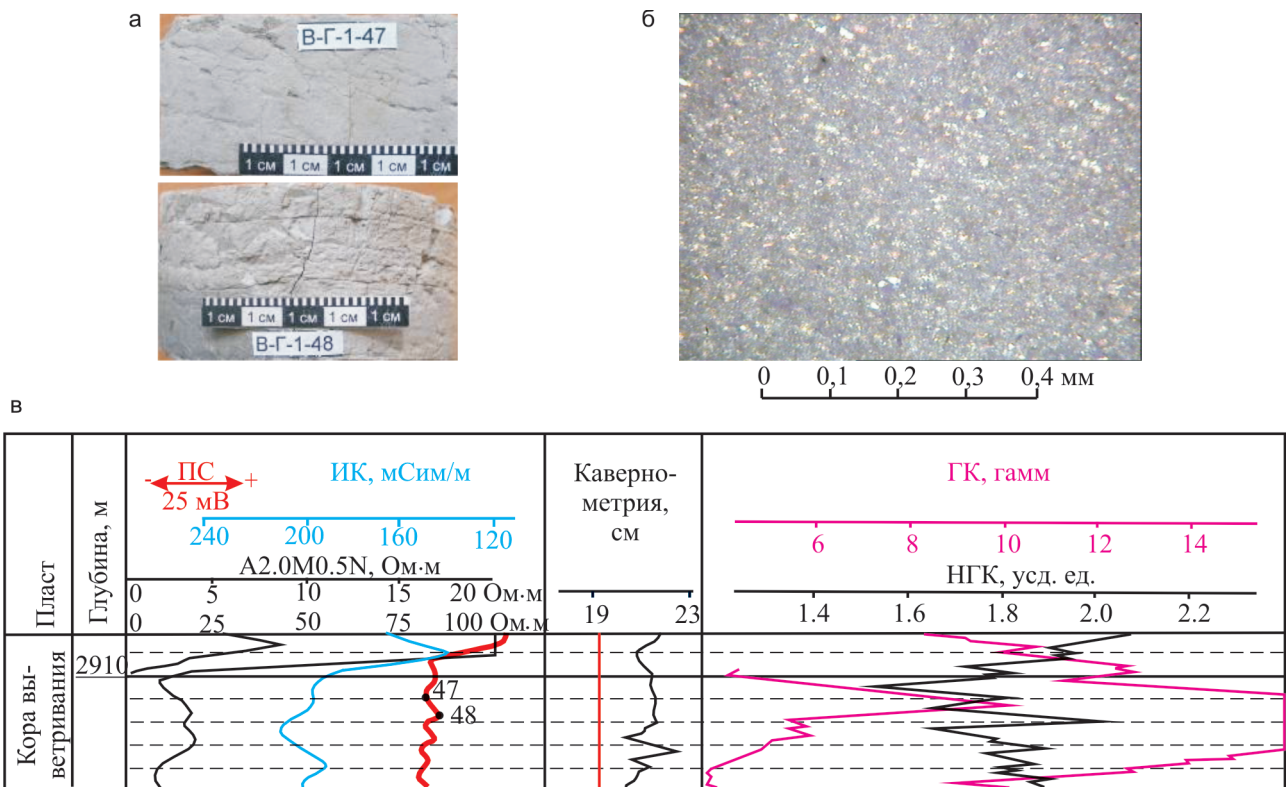 а
В-Г-1-47
1 см 1 см 1 см 1 см 1 см
1 см 1 см 1 см 1 см 1 см
В-Г-1-48
б
0 0,1 0,2 0,3 0,4 мм
в
Пласт
Глубина, м
- ПС +
25 мВ
ИК, мСим/м
240 200 160 120
A2.0M0.5N, Ом·м
0 5 10 15 20 Ом·м
0 25 50 75 100 Ом·м
Каверно-
метрия,
см
19 23
ГК, гамм
6 8 10 12 14
НГК, усд. ед.
1.4 1.6 1.8 2.0 2.2
Кора вы-
ветривания
2910
47
48